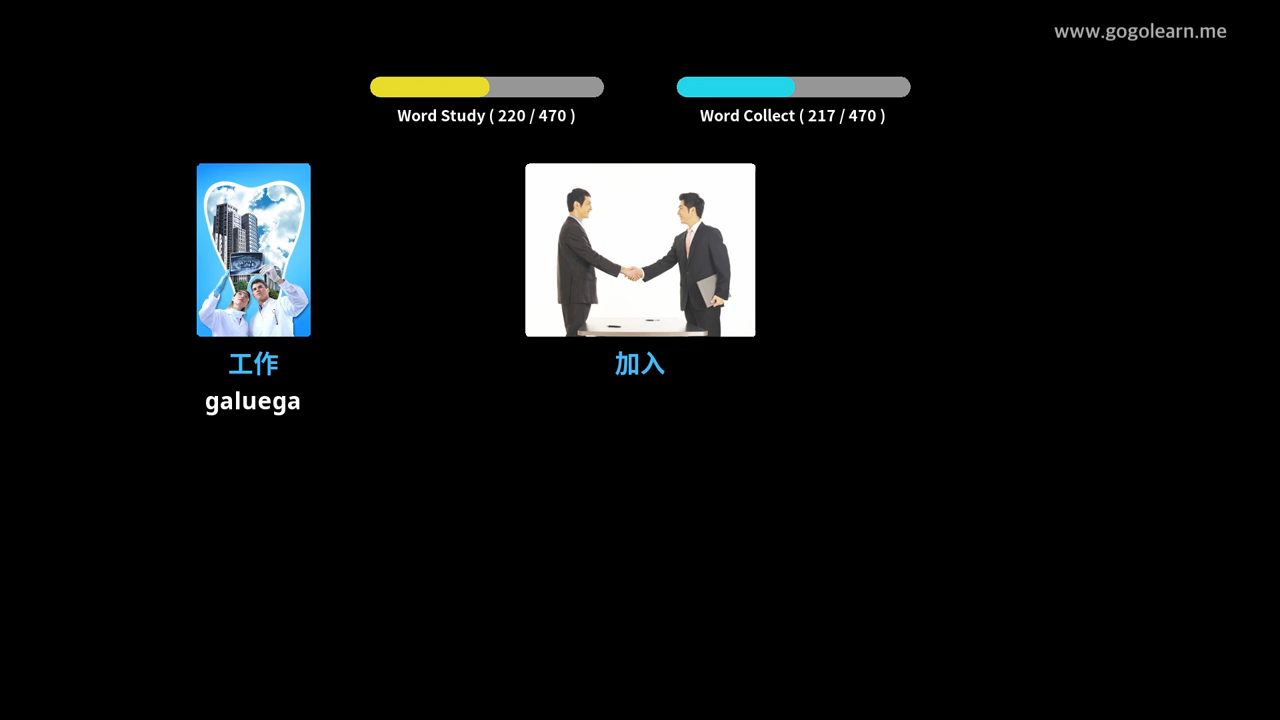 www.gogolearn.me
Word Study ( 220 / 470 )
Word Collect ( 217 / 470 )
工作
galuega
加入